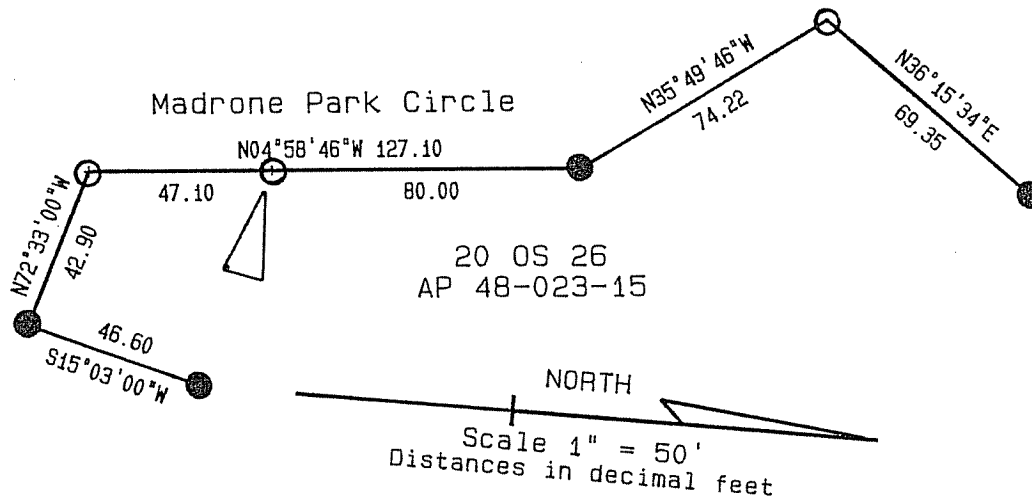 Madrone Park Circle
N04°58'46"W 127.10
47.10
80.00
N35°49'46"W
74.22
N36°15'34"E
69.35
N72°33'00"W
42.90
46.60
S15°03'00"W
20 OS 26
AP 48-023-15
NORTH
Scale 1" = 50'
Distances in decimal feet